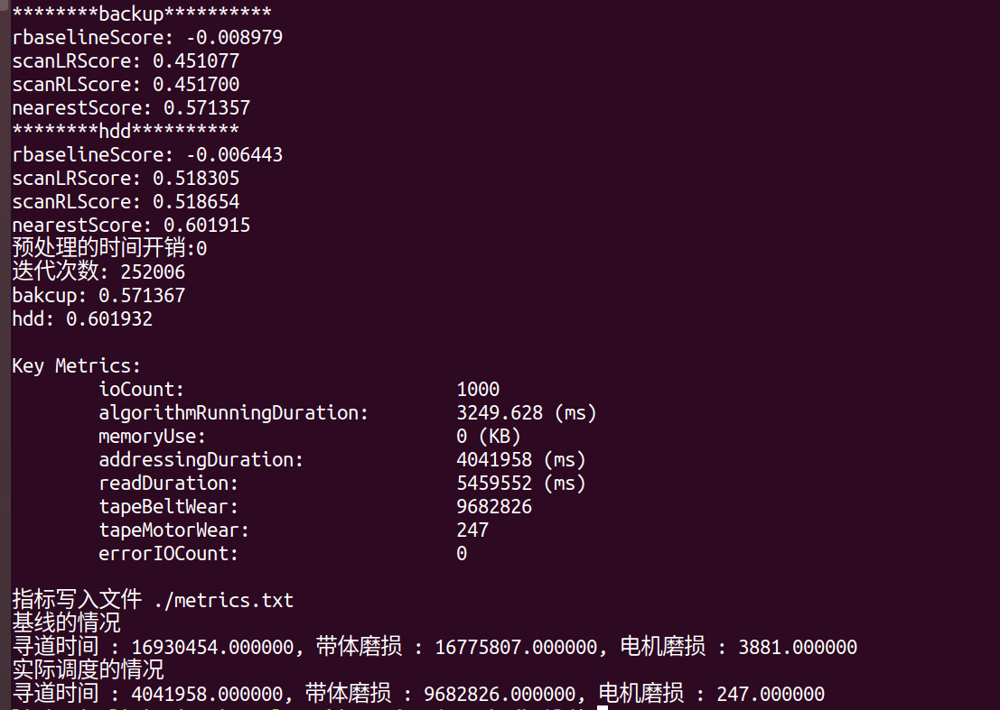 ********backup**********
rbaselineScore: -0.008979
scanLRScore: 0.451077
scanRLScore: 0.451700
nearestScore: 0.571357
********hdd**********
rbaselineScore: -0.006443
scanLRScore: 0.518305
scanRLScore: 0.518654
nearestScore: 0.601915
预处理的时间开销:0
迭代次数: 252006
bakcup: 0.571367
hdd: 0.601932
Key Metrics:
ioCount: 1000
algorithmRunningDuration: 3249.628 (ms)
memoryUse: 0 (KB)
addressingDuration: 4041958 (ms)
readDuration: 5459552 (ms)
tapeBeltWear: 9682826
tapeMotorWear: 247
errorIOCount: 0
指标写入文件 ./metrics.txt
基线的情况
寻道时间 : 16930454.000000, 带体磨损 : 16775807.000000, 电机磨损 : 3881.000000
实际调度的情况
寻道时间 : 4041958.000000, 带体磨损 : 9682826.000000, 电机磨损 : 247.000000